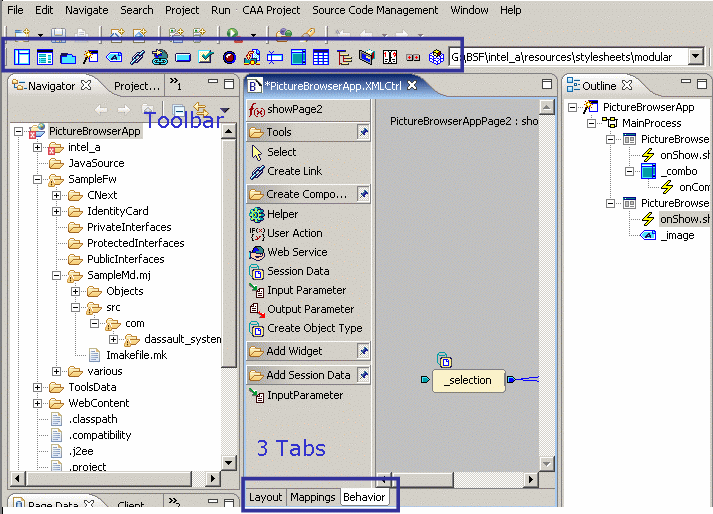 File Edit Navigate Search Project Run CAA Project Source Code Management Window Help
G:\BSF\intel_a\resources\stylesheets\modular
Navigator Project... »1
*PictureBrowserApp.XMLCtrl
Outline
Toolbar
PictureBrowserApp
intel_a
JavaSource
SampleFw
CNext
IdentityCard
PrivateInterfaces
ProtectedInterfaces
PublicInterfaces
SampleMd.mj
Objects
src
com
dassault_system
Imakefile.mk
various
ToolsData
WebContent
.classpath
.compatibility
.j2ee
.project
Page Data Client »2
f(x) showPage2
Tools
Select
Create Link
Create Compo...
Helper
User Action
Web Service
Session Data
Input Parameter
Output Parameter
Create Object Type
Add Widget
Add Session Data
InputParameter
3 Tabs
Layout Mappings Behavior
PictureBrowserAppPage2 : sho
_selection
PictureBrowserApp
MainProcess
PictureBrowse
onShow.sh
_combo
onCom
PictureBrowse
onShow.sh
_image